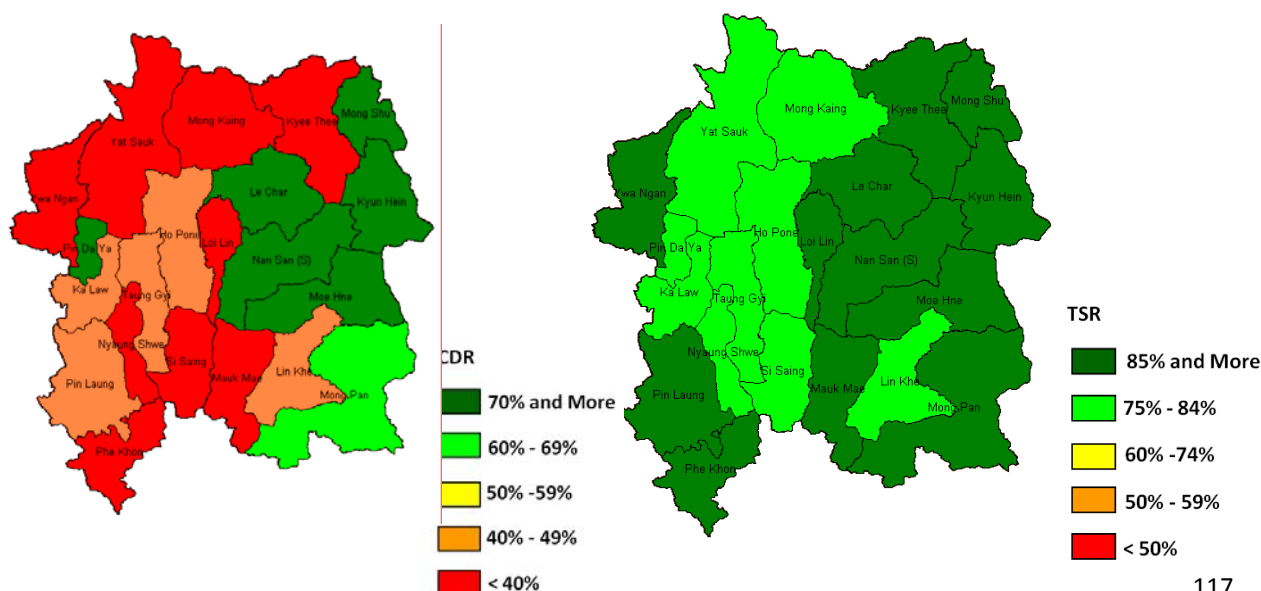 Mong Shu
Mong Kaing
Kyee Thee
Yat Sauk
Le Char
Ywa Ngan
Kyun Hein
Ho Pone
Pin Da Ya
Loi Lin
Nan San (S)
Ka Law
Taung Gyi
Moe Hne
Nyaung Shwe
Si Saing
Lin Khe
Mauk Mae
Pin Laung
Mong Pan
Phe Khon
CDR
70% and More
60% - 69%
50% -59%
40% - 49%
< 40%
Mong Shu
Kyee Thee
Mong Kaing
Yat Sauk
Le Char
Ywa Ngan
Kyun Hein
Ho Pone
Loi Lin
Pin Da Ya
Nan San (S)
Ka Law
Taung Gyi
Moe Hne
Nyaung Shwe
Si Saing
Lin Khe
Mauk Mae
Pin Laung
Mong Pan
Phe Khon
TSR
85% and More
75% - 84%
60% -74%
50% - 59%
< 50%
117